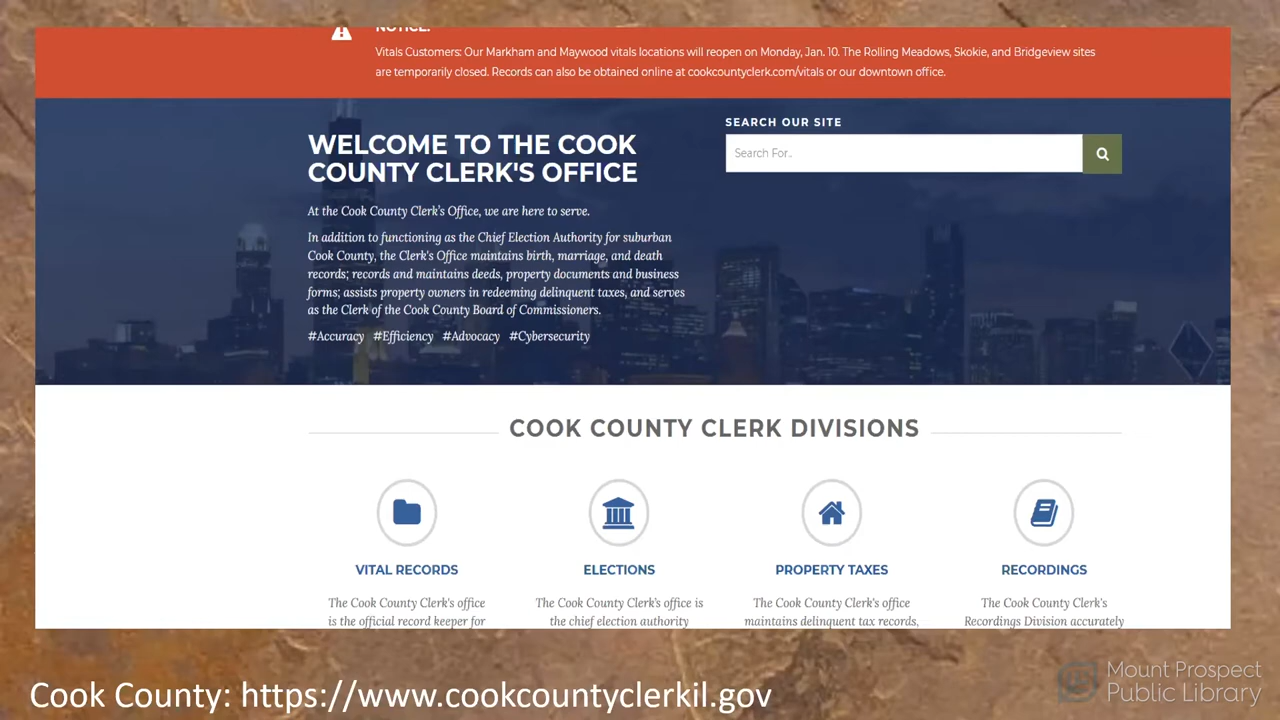 NOTICE:
Vitals Customers: Our Markham and Maywood vitals locations will reopen on Monday, Jan. 10. The Rolling Meadows, Skokie, and Bridgeview sites
are temporarily closed. Records can also be obtained online at cookcountyclerk.com/vitals or our downtown office.
WELCOME TO THE COOK
COUNTY CLERK'S OFFICE
At the Cook County Clerk's Office, we are here to serve.
In addition to functioning as the Chief Election Authority for suburban
Cook County, the Clerk's Office maintains birth, marriage, and death
records; records and maintains deeds, property documents and business
forms; assists property owners in redeeming delinquent taxes, and serves
as the Clerk of the Cook County Board of Commissioners.
#Accuracy #Efficiency #Advocacy #Cybersecurity
SEARCH OUR SITE
Search For..
COOK COUNTY CLERK DIVISIONS
VITAL RECORDS
The Cook County Clerk's office
is the official record keeper for
ELECTIONS
The Cook County Clerk's office is
the chief election authority
PROPERTY TAXES
The Cook County Clerk's office
maintains delinquent tax records,
RECORDINGS
The Cook County Clerk's
Recordings Division accurately
Cook County: https://www.cookcountyclerkil.gov
Mount Prospect
Public Library